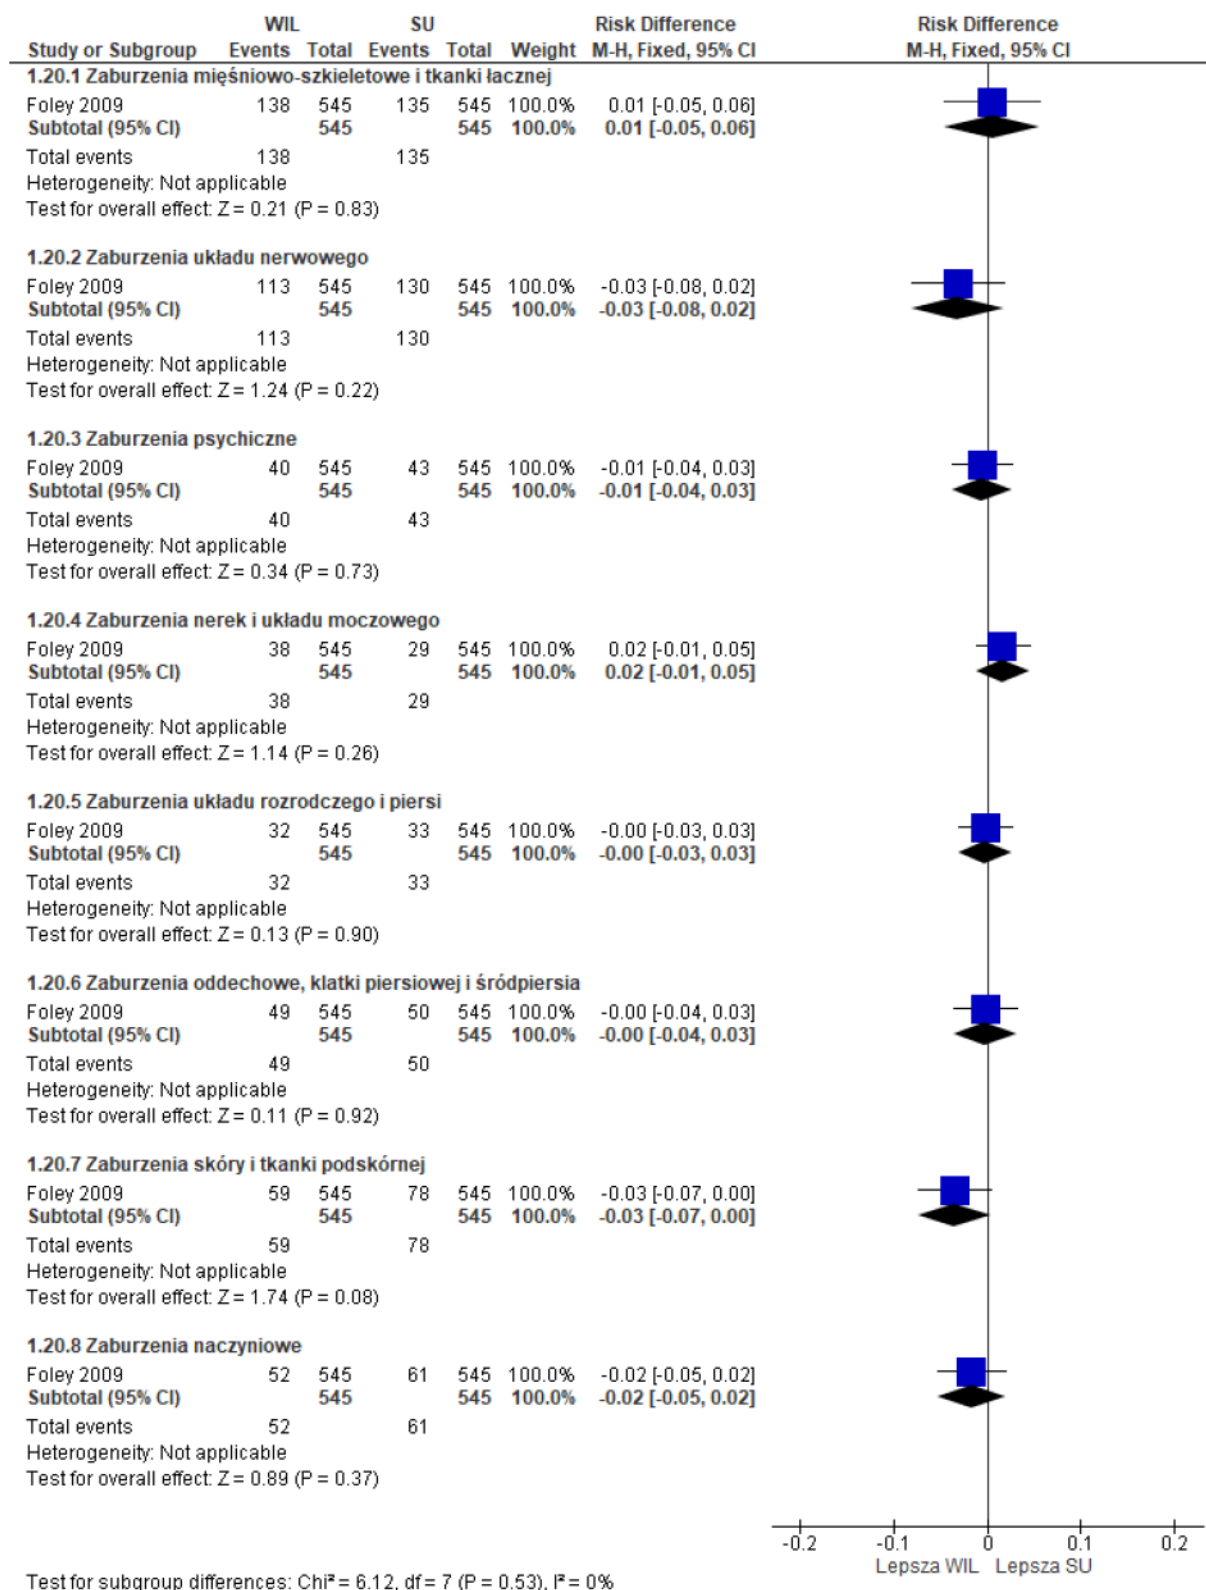 WIL SU Risk Difference Risk Difference
Study or Subgroup Events Total Events Total Weight M-H, Fixed, 95% CI M-H, Fixed, 95% CI
1.20.1 Zaburzenia mięśniowo-szkieletowe i tkanki łacznej
Foley 2009 138 545 135 545 100.0% 0.01 [-0.05, 0.06]
Subtotal (95% CI) 545 545 100.0% 0.01 [-0.05, 0.06]
Total events 138 135
Heterogeneity: Not applicable
Test for overall effect: Z = 0.21 (P = 0.83)
1.20.2 Zaburzenia układu nerwowego
Foley 2009 113 545 130 545 100.0% -0.03 [-0.08, 0.02]
Subtotal (95% CI) 545 545 100.0% -0.03 [-0.08, 0.02]
Total events 113 130
Heterogeneity: Not applicable
Test for overall effect: Z = 1.24 (P = 0.22)
1.20.3 Zaburzenia psychiczne
Foley 2009 40 545 43 545 100.0% -0.01 [-0.04, 0.03]
Subtotal (95% CI) 545 545 100.0% -0.01 [-0.04, 0.03]
Total events 40 43
Heterogeneity: Not applicable
Test for overall effect: Z = 0.34 (P = 0.73)
1.20.4 Zaburzenia nerek i układu moczowego
Foley 2009 38 545 29 545 100.0% 0.02 [-0.01, 0.05]
Subtotal (95% CI) 545 545 100.0% 0.02 [-0.01, 0.05]
Total events 38 29
Heterogeneity: Not applicable
Test for overall effect: Z = 1.14 (P = 0.26)
1.20.5 Zaburzenia układu rozrodczego i piersi
Foley 2009 32 545 33 545 100.0% -0.00 [-0.03, 0.03]
Subtotal (95% CI) 545 545 100.0% -0.00 [-0.03, 0.03]
Total events 32 33
Heterogeneity: Not applicable
Test for overall effect: Z = 0.13 (P = 0.90)
1.20.6 Zaburzenia oddechowe, klatki piersiowej i śródpiersia
Foley 2009 49 545 50 545 100.0% -0.00 [-0.04, 0.03]
Subtotal (95% CI) 545 545 100.0% -0.00 [-0.04, 0.03]
Total events 49 50
Heterogeneity: Not applicable
Test for overall effect: Z = 0.11 (P = 0.92)
1.20.7 Zaburzenia skóry i tkanki podskórnej
Foley 2009 59 545 78 545 100.0% -0.03 [-0.07, 0.00]
Subtotal (95% CI) 545 545 100.0% -0.03 [-0.07, 0.00]
Total events 59 78
Heterogeneity: Not applicable
Test for overall effect: Z = 1.74 (P = 0.08)
1.20.8 Zaburzenia naczyniowe
Foley 2009 52 545 61 545 100.0% -0.02 [-0.05, 0.02]
Subtotal (95% CI) 545 545 100.0% -0.02 [-0.05, 0.02]
Total events 52 61
Heterogeneity: Not applicable
Test for overall effect: Z = 0.89 (P = 0.37)
-0.2 -0.1 0 0.1 0.2
Lepsza WIL Lepsza SU
Test for subgroup differences: Chi² = 6.12, df = 7 (P = 0.53), I² = 0%